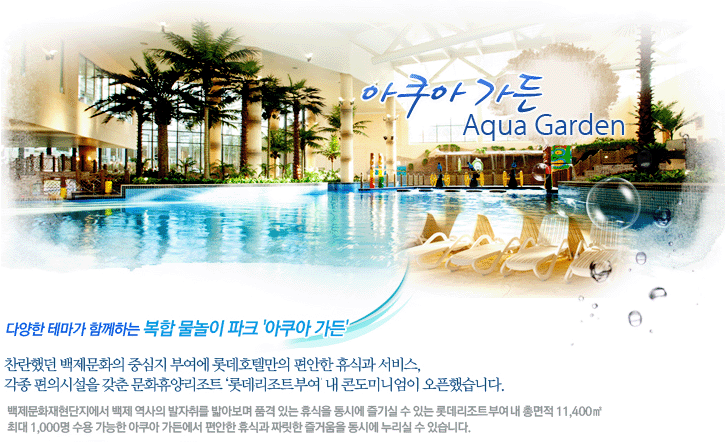 아쿠아 가든
Aqua Garden
다양한 테마가 함께하는 복합 물놀이 파크 '아쿠아 가든'
찬란했던 백제문화의 중심지 부여에 롯데호텔만의 편안한 휴식과 서비스,
각종 편의시설을 갖춘 문화휴양리조트 '롯데리조트부여' 내 콘도미니엄이 오픈했습니다.
백제문화재현단지에서 백제 역사의 발자취를 밟아보며 품격 있는 휴식을 동시에 즐기실 수 있는 롯데리조트부여 내 총면적 11,400㎡
최대 1,000명 수용 가능한 아쿠아 가든에서 편안한 휴식과 짜릿한 즐거움을 동시에 누리실 수 있습니다.